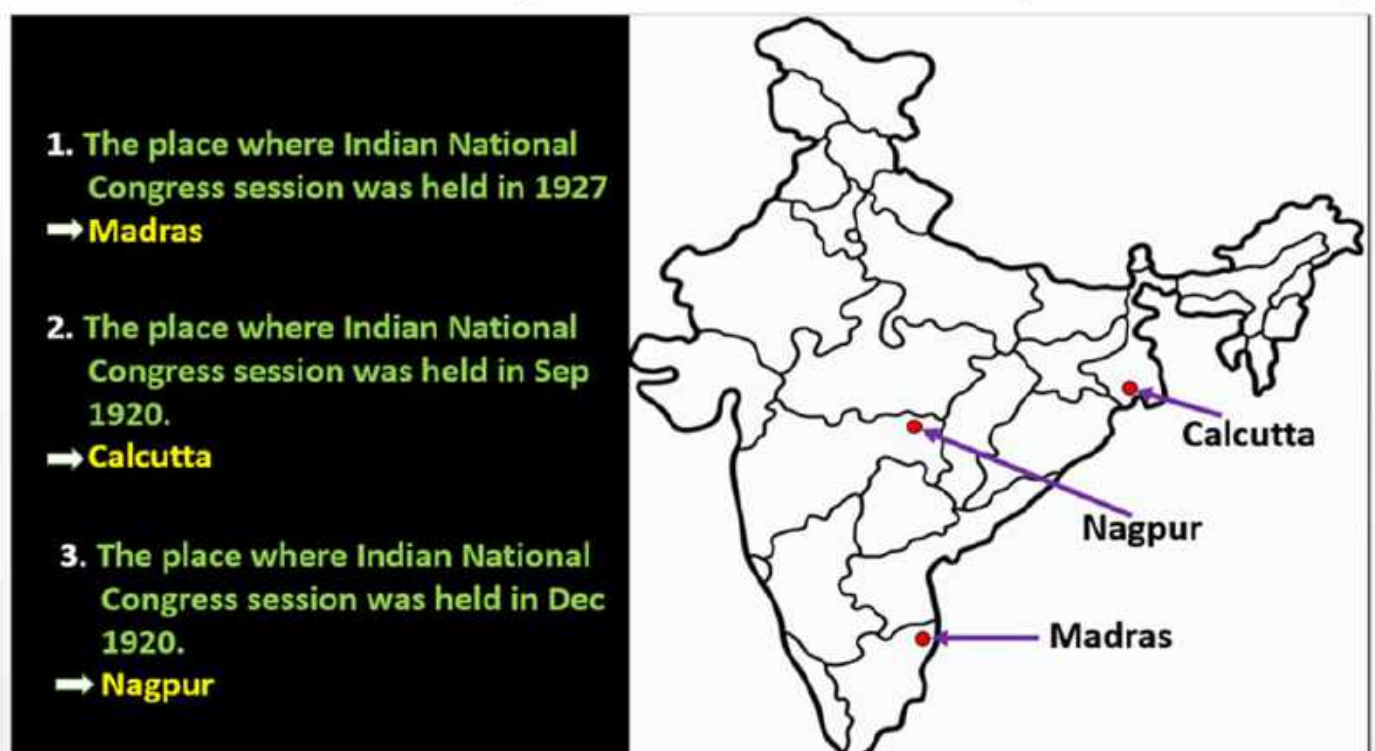 1. The place where Indian National
Congress session was held in 1927
Madras
2. The place where Indian National
Congress session was held in Sep
1920.
Calcutta
3. The place where Indian National
Congress session was held in Dec
1920.
Nagpur
Calcutta
Nagpur
Madras